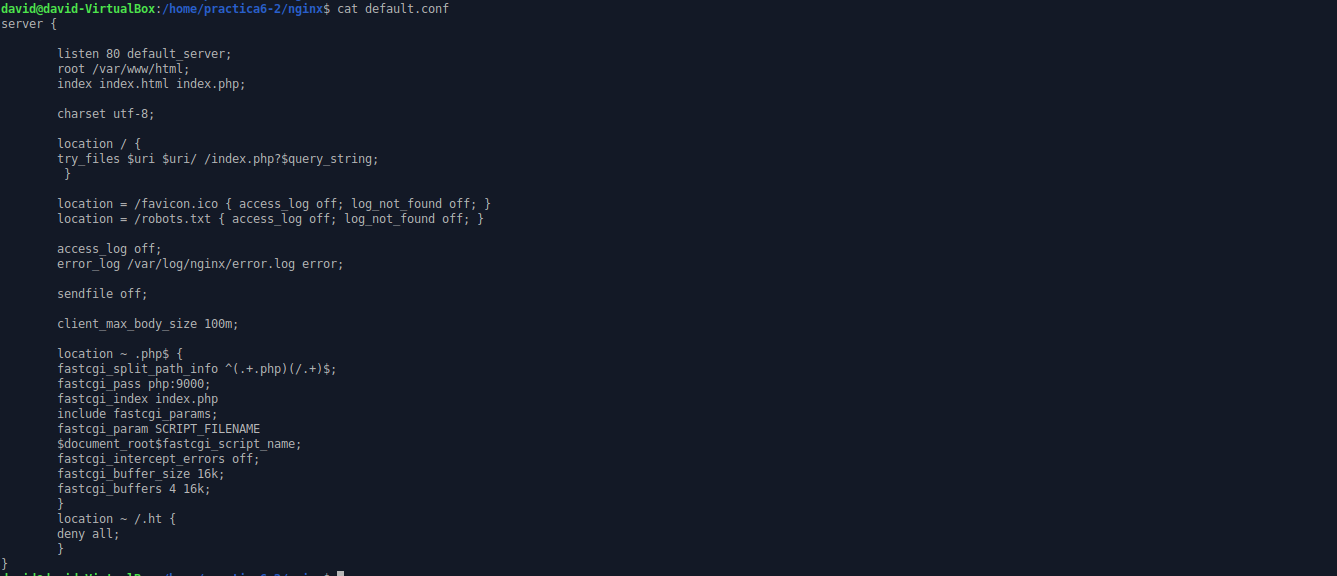 david@david-VirtualBox:/home/practica6-2/nginx$ cat default.conf
server {
listen 80 default_server;
root /var/www/html;
index index.html index.php;
charset utf-8;
location / {
try_files $uri $uri/ /index.php?$query_string;
}
location = /favicon.ico { access_log off; log_not_found off; }
location = /robots.txt { access_log off; log_not_found off; }
access_log off;
error_log /var/log/nginx/error.log error;
sendfile off;
client_max_body_size 100m;
location ~ .php$ {
fastcgi_split_path_info ^(.+.php)(/.+)$;
fastcgi_pass php:9000;
fastcgi_index index.php
include fastcgi_params;
fastcgi_param SCRIPT_FILENAME
$document_root$fastcgi_script_name;
fastcgi_intercept_errors off;
fastcgi_buffer_size 16k;
fastcgi_buffers 4 16k;
}
location ~ /.ht {
deny all;
}
}